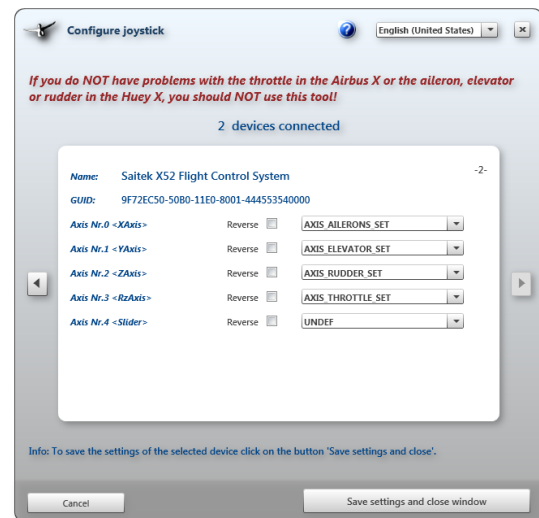 Configure joystick
English (United States)
If you do NOT have problems with the throttle in the Airbus X or the aileron, elevator
or rudder in the Huey X, you should NOT use this tool!
2 devices connected
Name: Saitek X52 Flight Control System -2-
GUID: 9F72EC50-50B0-11E0-8001-444553540000
Axis Nr.0 <XAxis> Reverse AXIS_AILERONS_SET
Axis Nr.1 <YAxis> Reverse AXIS_ELEVATOR_SET
Axis Nr.2 <ZAxis> Reverse AXIS_RUDDER_SET
Axis Nr.3 <RzAxis> Reverse AXIS_THROTTLE_SET
Axis Nr.4 <Slider> Reverse UNDEF
Info: To save the settings of the selected device click on the button 'Save settings and close'.
Cancel Save settings and close window